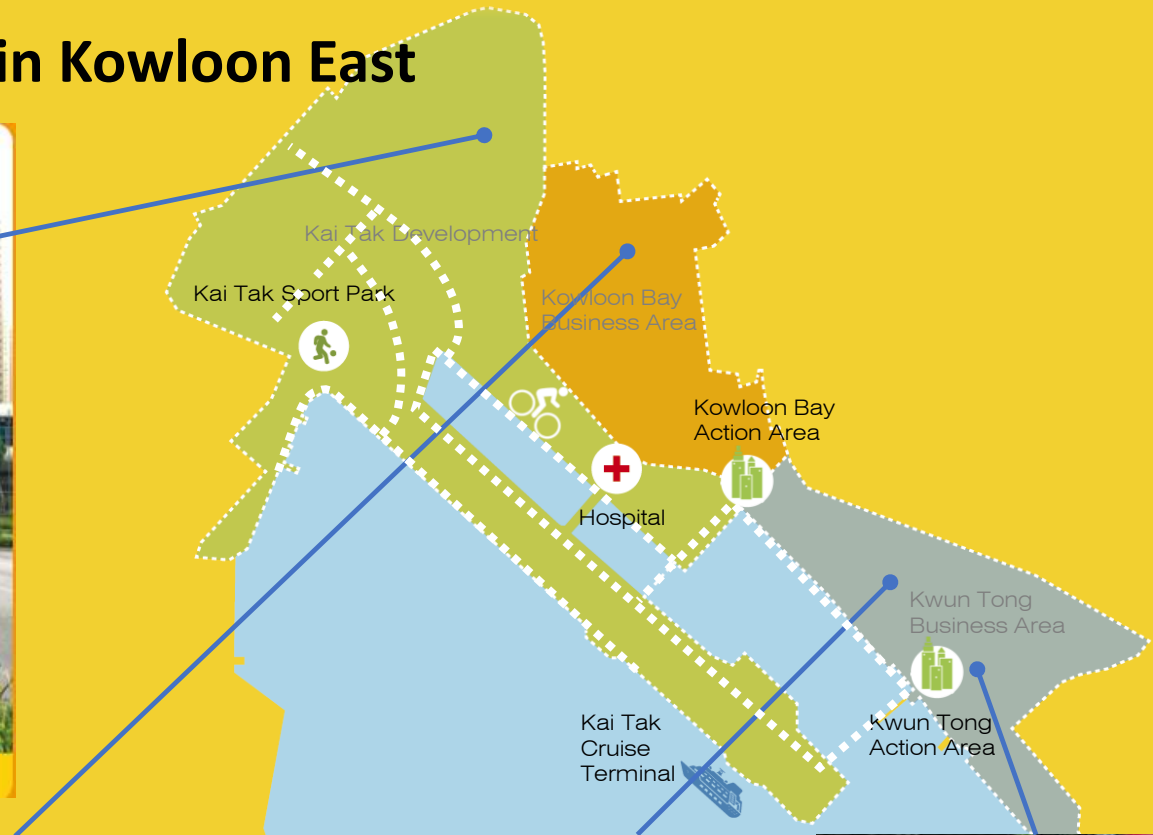 in Kowloon East
Kai Tak Development
Kai Tak Sport Park
Kowloon Bay
Business Area
Kowloon Bay
Action Area
Hospital
Kwun Tong
Business Area
Kai Tak
Cruise
Terminal
Kwun Tong
Action Area